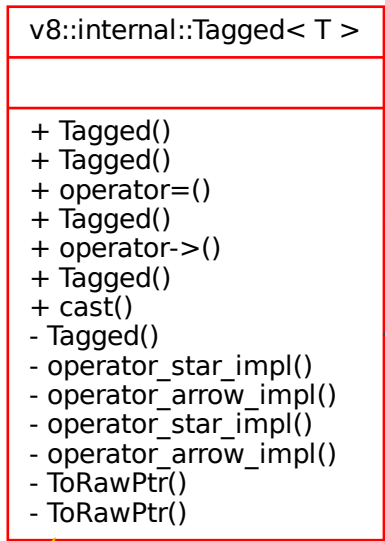 v8::internal::Tagged< T >
+ Tagged()
+ Tagged()
+ operator=()
+ Tagged()
+ operator->()
+ Tagged()
+ cast()
- Tagged()
- operator_star_impl()
- operator_arrow_impl()
- operator_star_impl()
- operator_arrow_impl()
- ToRawPtr()
- ToRawPtr()